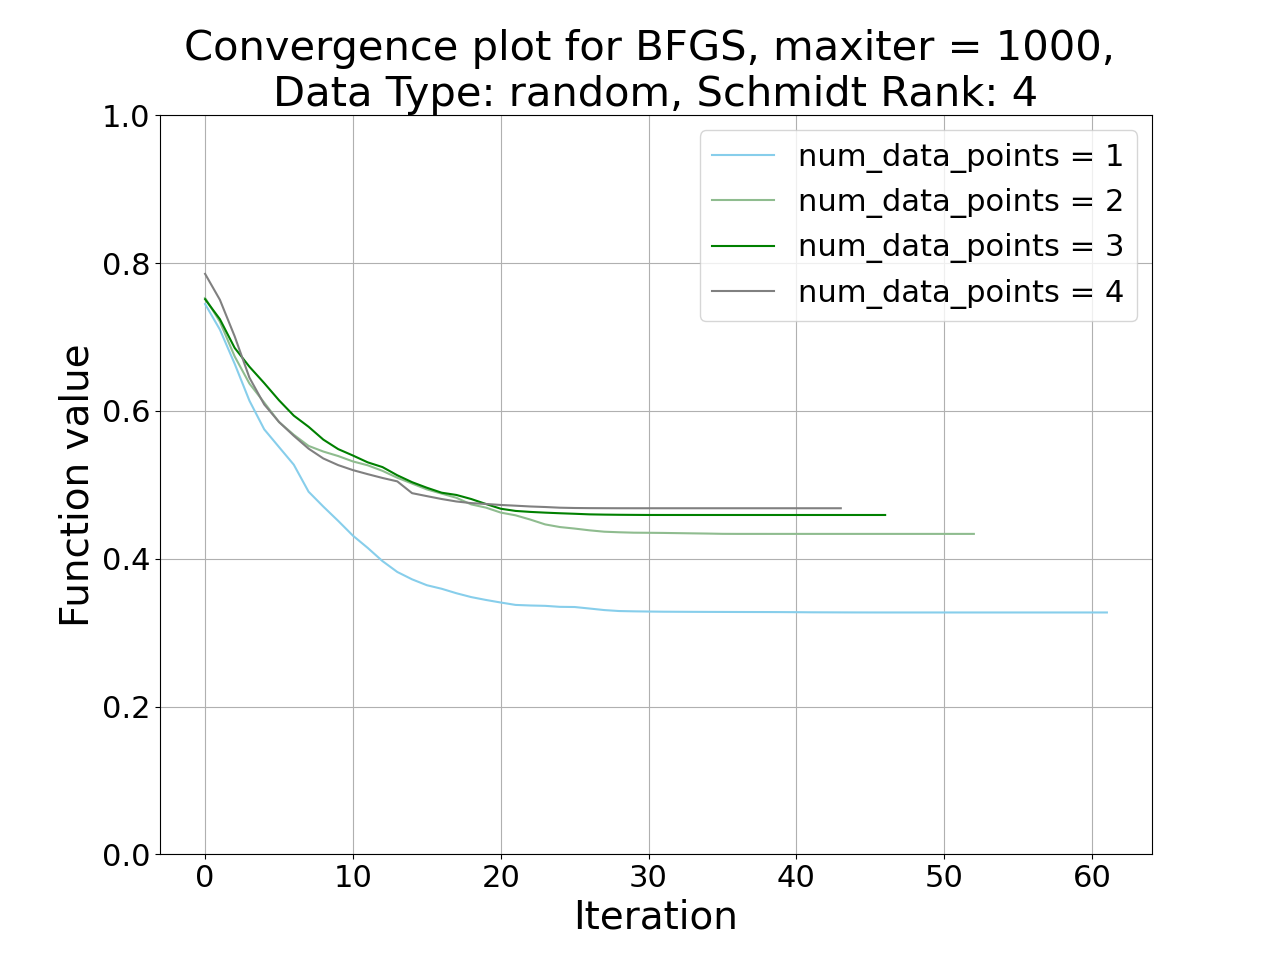 Convergence plot for BFGS, maxiter = 1000,
Data Type: random, Schmidt Rank: 4
num_data_points = 1
num_data_points = 2
num_data_points = 3
num_data_points = 4
Function value
1.0
0.8
0.6
0.4
0.2
0.0
0 10 20 30 40 50 60
Iteration